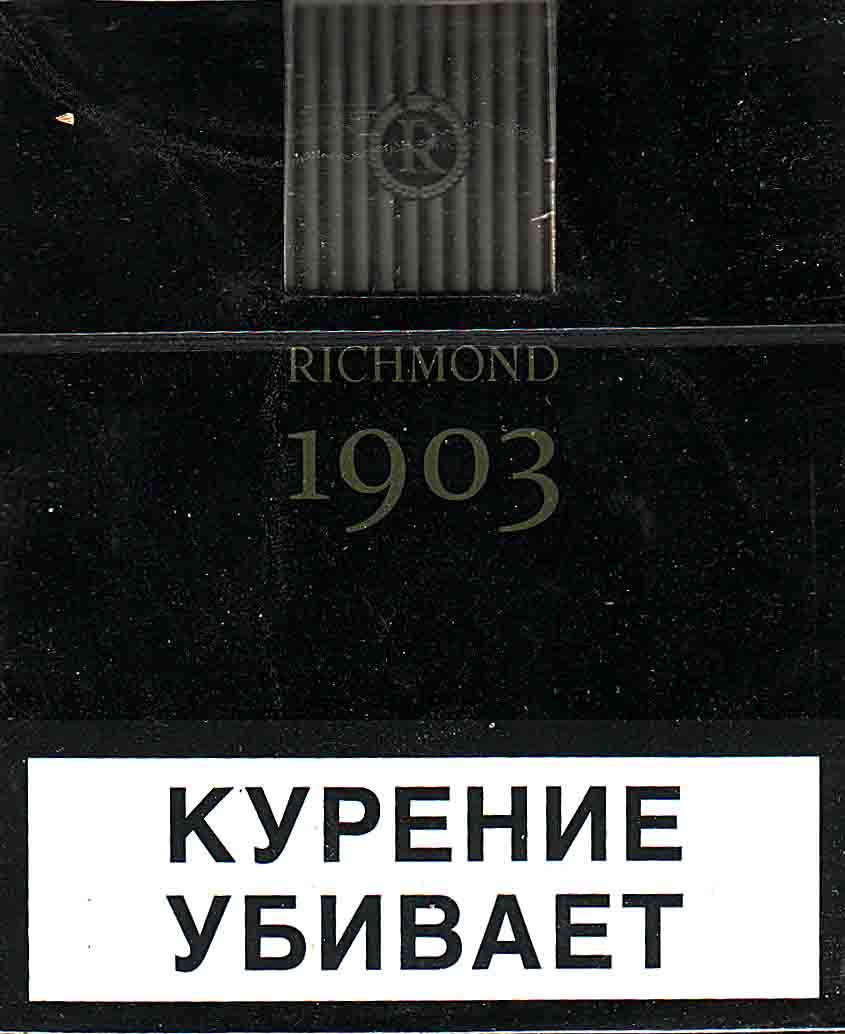 R
RICHMOND
1903
КУРЕНИЕ
УБИВАЕТ